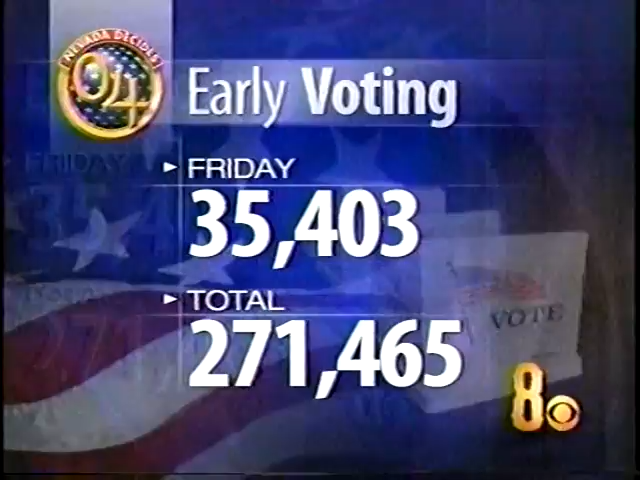 NEVADA DECIDES
04
Early Voting
FRIDAY
35,403
TOTAL
271,465
VOTE
8